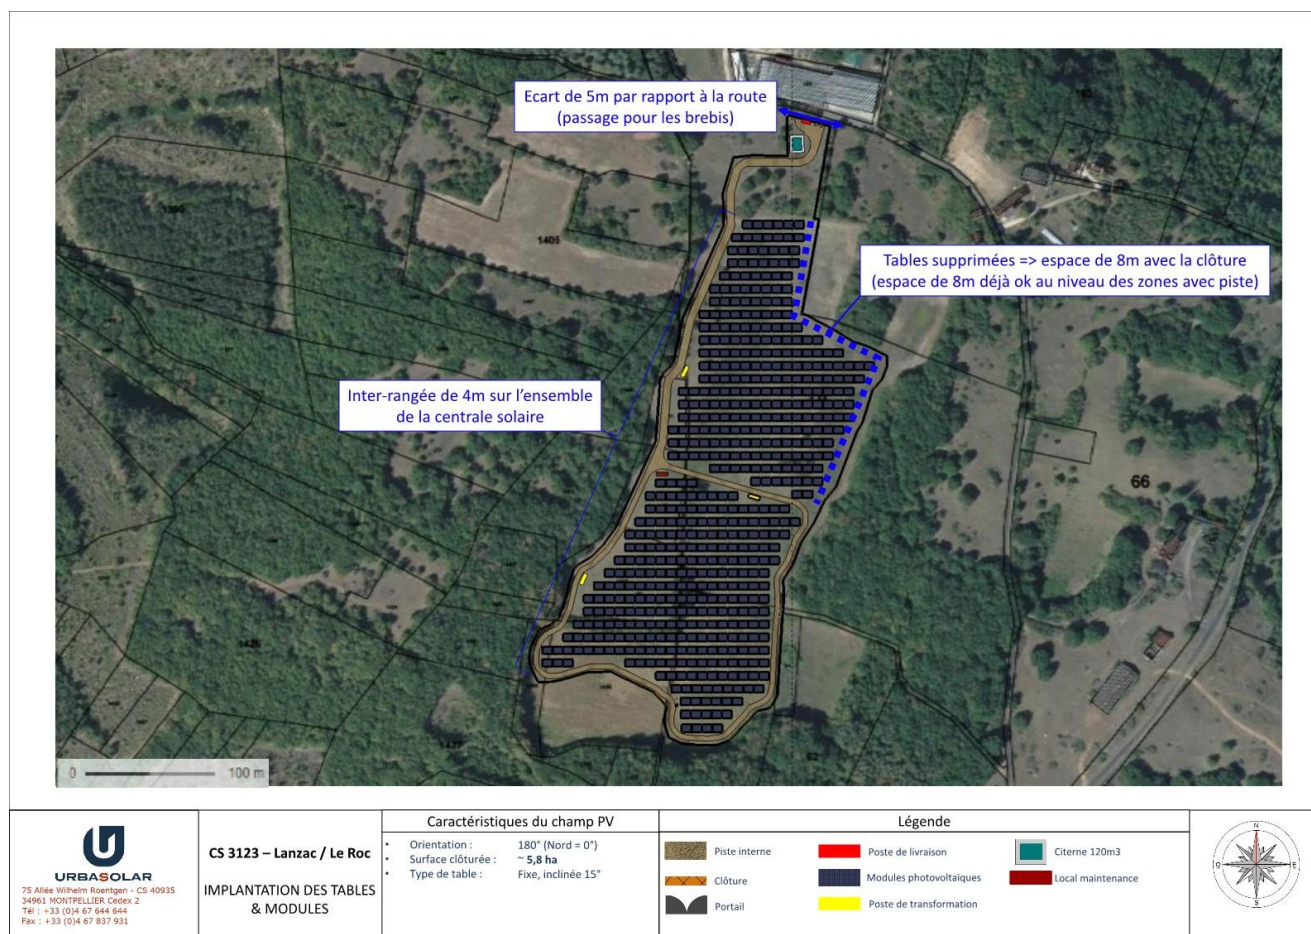 Ecart de 5m par rapport à la route
(passage pour les brebis)
1405
Tables supprimées => espace de 8m avec la clôture
(espace de 8m déjà ok au niveau des zones avec piste)
Inter-rangée de 4m sur l'ensemble
de la centrale solaire
66
62
0 100 m
URBASOLAR
75 Allée Wilhelm Roentgen - CS 40935
34961 MONTPELLIER Cedex 2
Tél : +33 (0)4 67 644 644
Fax : +33 (0)4 67 837 931
CS 3123 – Lanzac / Le Roc
IMPLANTATION DES TABLES
& MODULES
Caractéristiques du champ PV
• Orientation : 180° (Nord = 0°)
• Surface clôturée : ~ 5,8 ha
• Type de table : Fixe, inclinée 15°
Légende
Piste interne
Clôture
Portail
Poste de livraison
Modules photovoltaïques
Poste de transformation
Citerne 120m3
Local maintenance
N
O
E
S